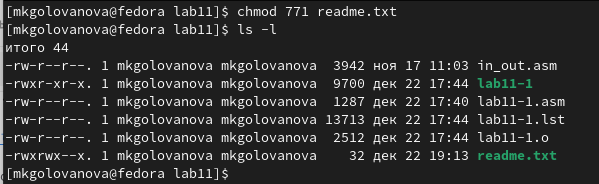 [mkgolovanova@fedora lab11]$ chmod 771 readme.txt
[mkgolovanova@fedora lab11]$ ls -l
итого 44
-rw-r--r--. 1 mkgolovanova mkgolovanova  3942 ноя 17 11:03 in_out.asm
-rwxr-xr-x. 1 mkgolovanova mkgolovanova  9700 дек 22 17:44 lab11-1
-rw-r--r--. 1 mkgolovanova mkgolovanova  1287 дек 22 17:40 lab11-1.asm
-rw-r--r--. 1 mkgolovanova mkgolovanova 13713 дек 22 17:44 lab11-1.lst
-rw-r--r--. 1 mkgolovanova mkgolovanova  2512 дек 22 17:44 lab11-1.o
-rwxrwx--x. 1 mkgolovanova mkgolovanova    32 дек 22 19:13 readme.txt
[mkgolovanova@fedora lab11]$